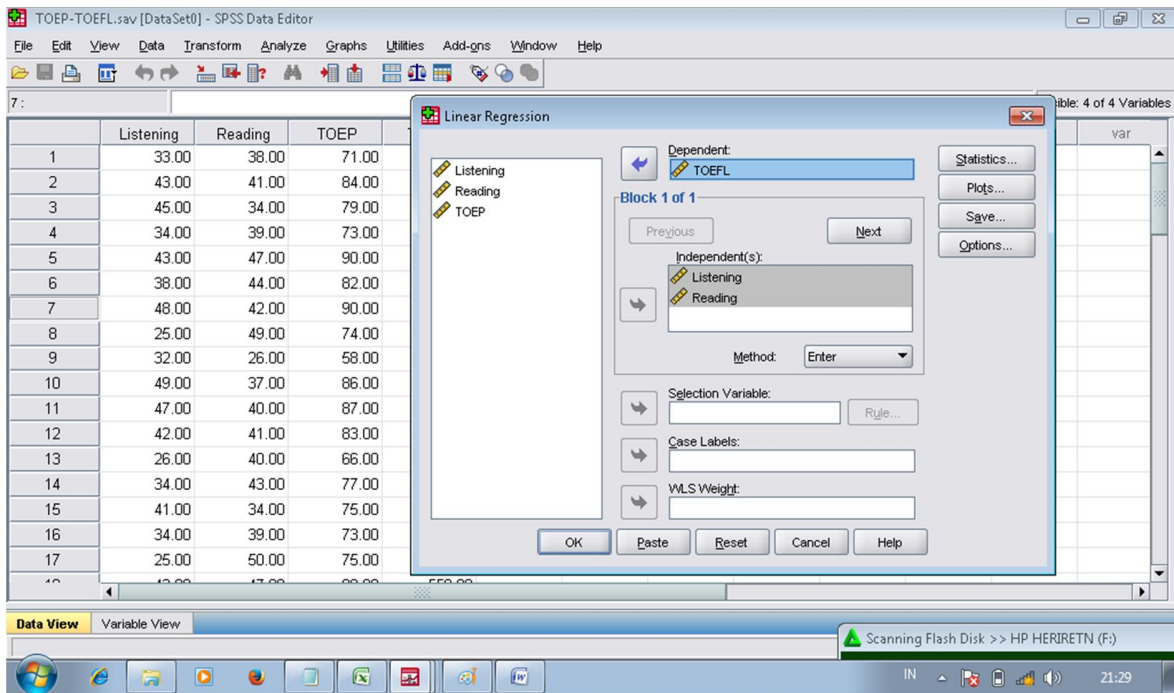 TOEP-TOEFL.sav [DataSet0] - SPSS Data Editor
File Edit View Data Transform Analyze Graphs Utilities Add-ons Window Help
7 :
4 of 4 Variables
Listening Reading TOEP var
1 33.00 38.00 71.00
2 43.00 41.00 84.00
3 45.00 34.00 79.00
4 34.00 39.00 73.00
5 43.00 47.00 90.00
6 38.00 44.00 82.00
7 48.00 42.00 90.00
8 25.00 49.00 74.00
9 32.00 26.00 58.00
10 49.00 37.00 86.00
11 47.00 40.00 87.00
12 42.00 41.00 83.00
13 26.00 40.00 66.00
14 34.00 43.00 77.00
15 41.00 34.00 75.00
16 34.00 39.00 73.00
17 25.00 50.00 75.00
Linear Regression
Listening
Reading
TOEP
Dependent:
TOEFL
Block 1 of 1
Previous Next
Independent(s):
Listening
Reading
Method: Enter
Selection Variable:
Rule...
Case Labels:
WLS Weight:
Statistics...
Plots...
Save...
Options...
OK Paste Reset Cancel Help
Data View Variable View
Scanning Flash Disk >> HP HERIRETN (F:)
IN 21:29